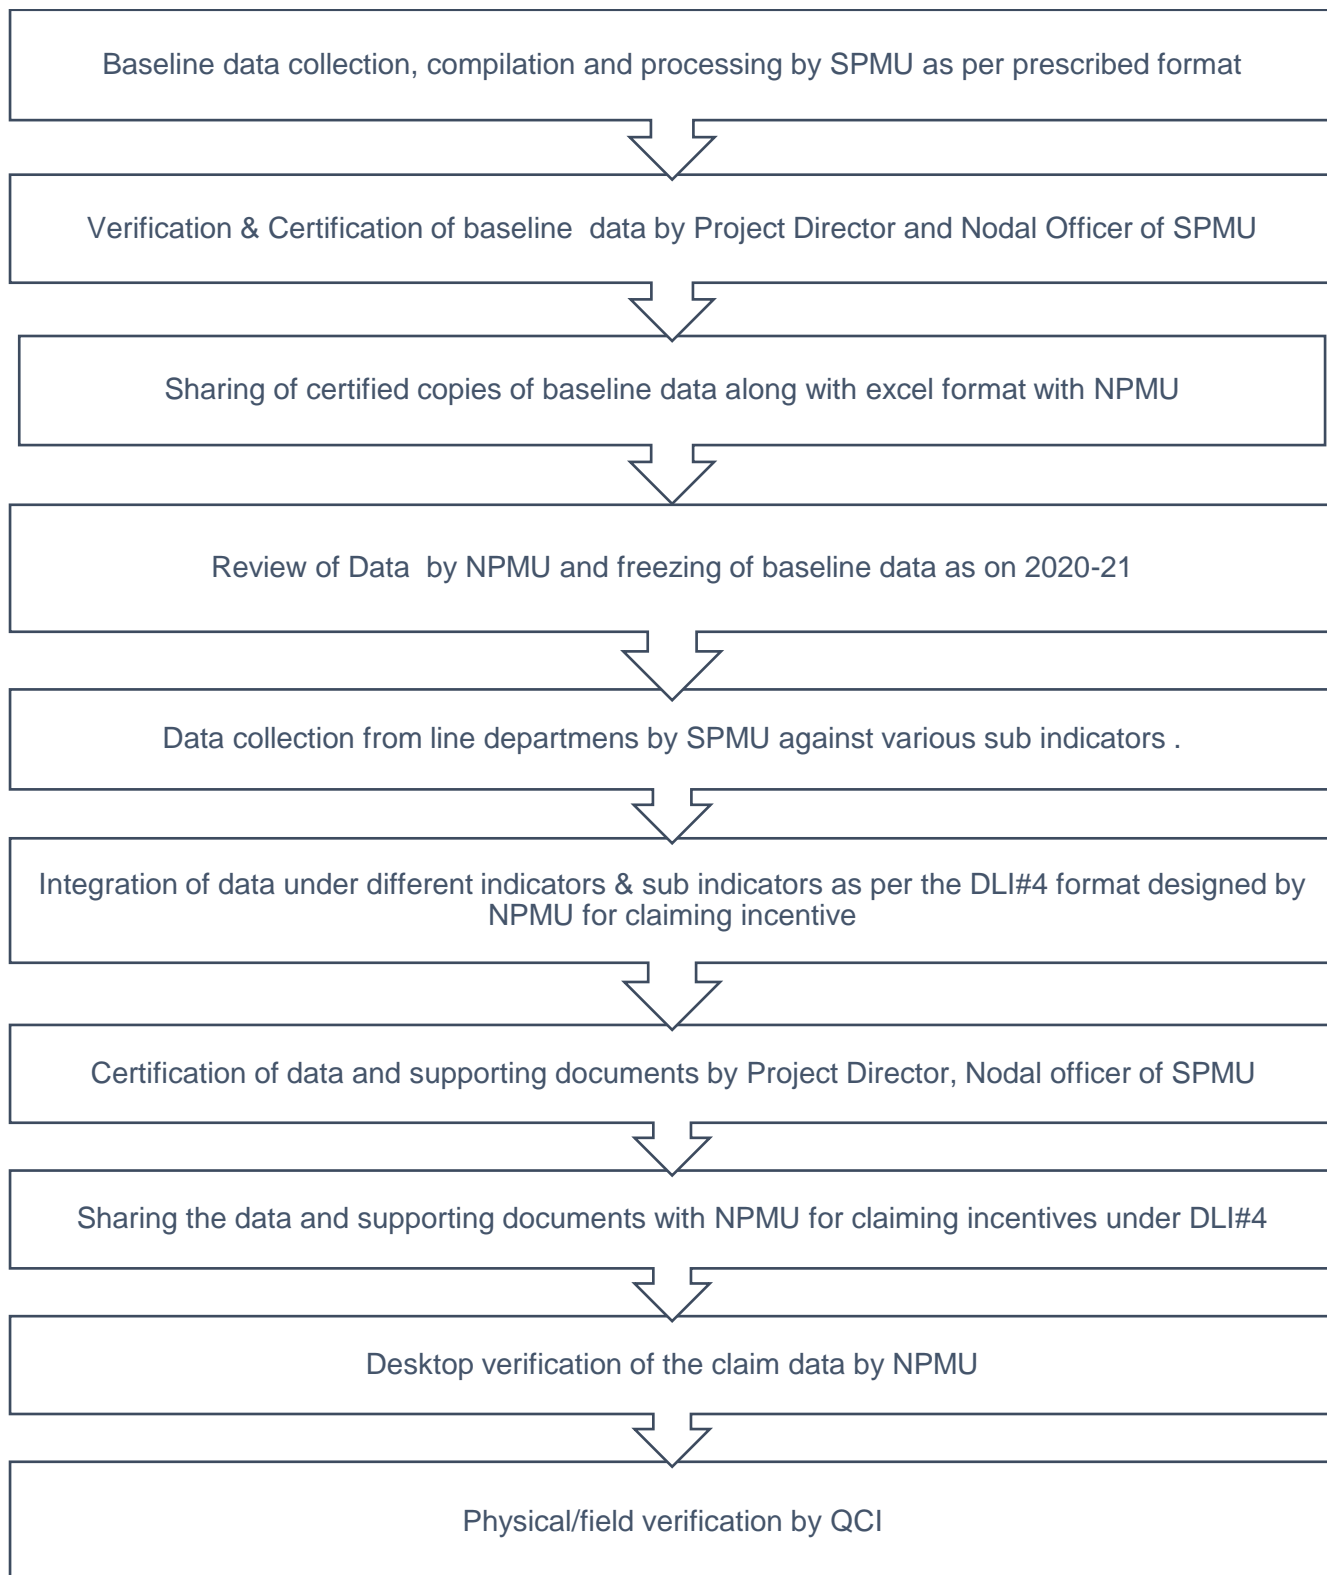 Baseline data collection, compilation and processing by SPMU as per prescribed format
Verification & Certification of baseline  data by Project Director and Nodal Officer of SPMU
Sharing of certified copies of baseline data along with excel format with NPMU
Review of Data  by NPMU and freezing of baseline data as on 2020-21
Data collection from line departmens by SPMU against various sub indicators .
Integration of data under different indicators & sub indicators as per the DLI#4 format designed by
NPMU for claiming incentive
Certification of data and supporting documents by Project Director, Nodal officer of SPMU
Sharing the data and supporting documents with NPMU for claiming incentives under DLI#4
Desktop verification of the claim data by NPMU
Physical/field verification by QCI